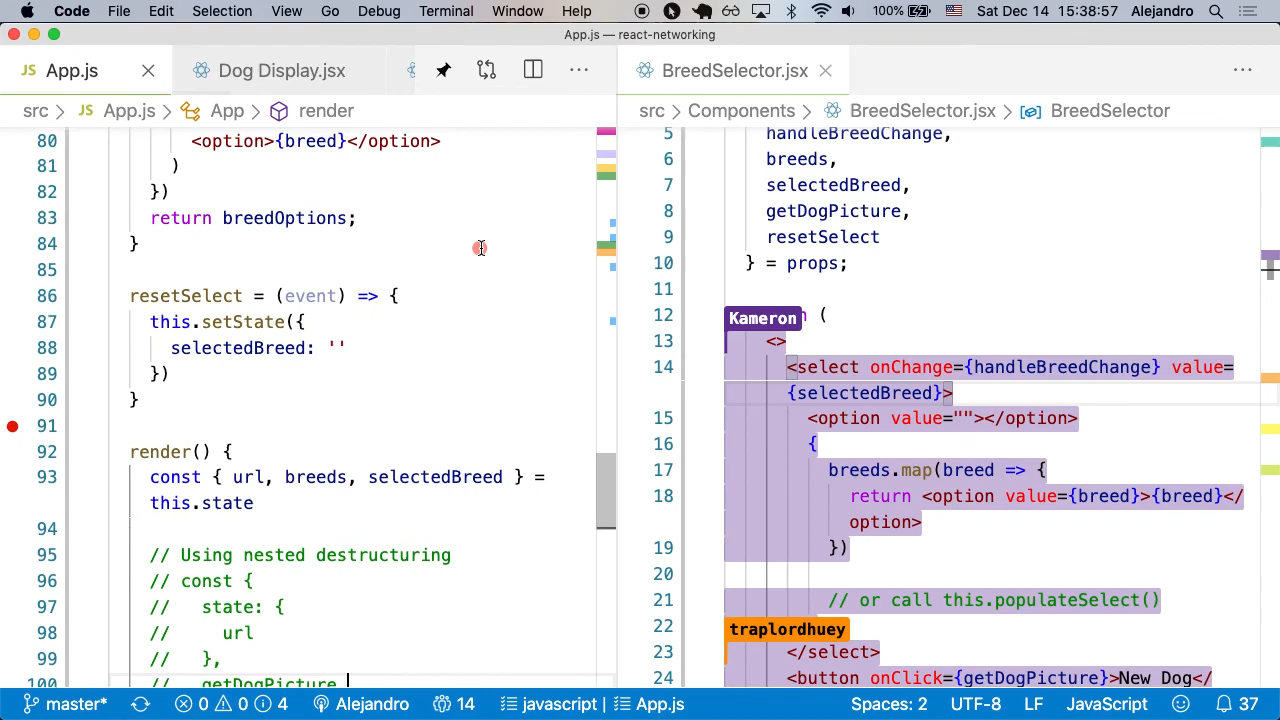 Code File Edit Selection View Go Debug Terminal Window Help 100% Sat Dec 14 15:38:57 Alejandro
App.js — react-networking
JS App.js Dog Display.jsx
src > JS App.js > App > render
80 <option>{breed}</option>
81 )
82 })
83 return breedOptions;
84 }
85
86 resetSelect = (event) => {
87 this.setState({
88 selectedBreed: ''
89 })
90 }
91
92 render() {
93 const { url, breeds, selectedBreed } =
this.state
94
95 // Using nested destructuring
96 // const {
97 // state: {
98 // url
99 // },
100 // getDogPicture
BreedSelector.jsx
src > Components > BreedSelector.jsx > BreedSelector
5 handleBreedChange,
6 breeds,
7 selectedBreed,
8 getDogPicture,
9 resetSelect
10 } = props;
11
Kameron
12 (
13 <>
14 <select onChange={handleBreedChange} value=
{selectedBreed}>
15 <option value=""></option>
16 {
17 breeds.map(breed => {
18 return <option value={breed}>{breed}</
option>
19 })
20
21 // or call this.populateSelect()
22
traplordhuey
23 </select>
24 <button onClick={getDogPicture}>New Dog</
master* 0 0 4 Alejandro 14 javascript | App.js Spaces: 2 UTF-8 LF JavaScript 37